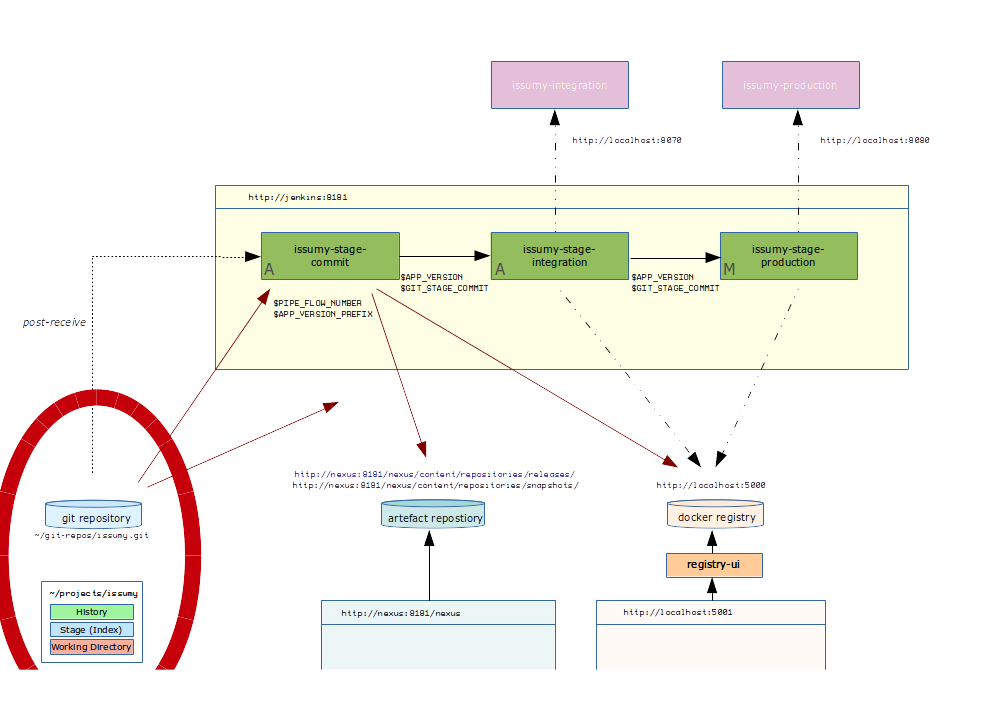 issumy-integration
issumy-production
http://localhost:8070
http://localhost:8080
http://jenkins:8181
issumy-stage-
commit
A
issumy-stage-
integration
A
issumy-stage-
production
M
$APP_VERSION
$GIT_STAGE_COMMIT
$APP_VERSION
$GIT_STAGE_COMMIT
$PIPE_FLOW_NUMBER
$APP_VERSION_PREFIX
post-receive
http://nexus:8181/nexus/content/repositories/releases/
http://nexus:8181/nexus/content/repositories/snapshots/
http://localhost:5000
git repository
~/git-repos/issumy.git
artefact repostiory
docker registry
registry-ui
~/projects/issumy
History
Stage (Index)
Working Directory
http://nexus:8181/nexus
http://localhost:5001